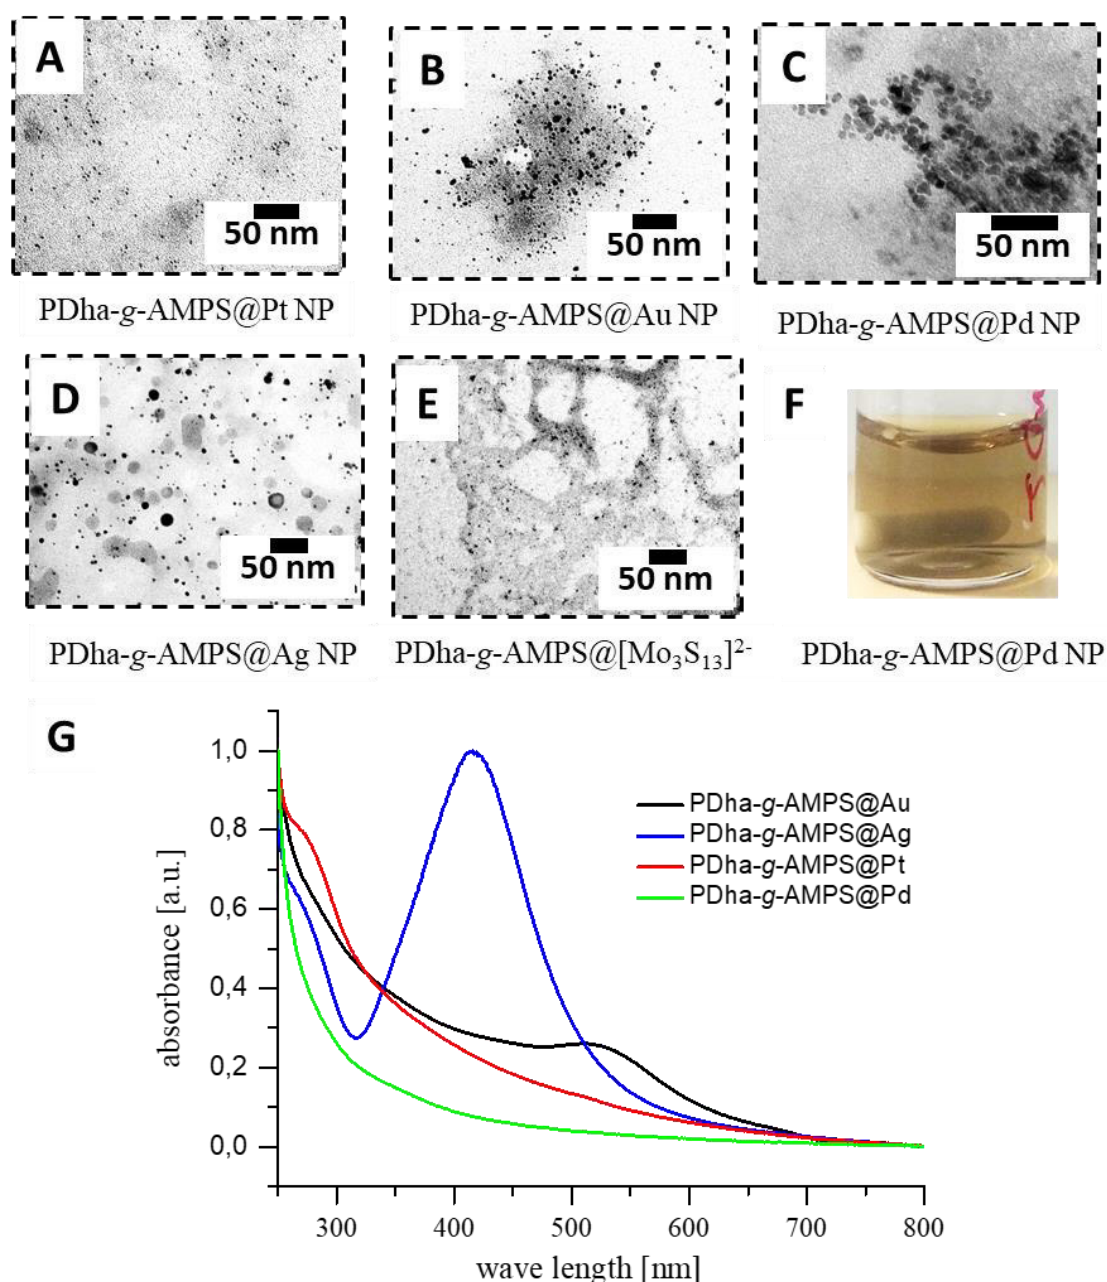 A
50 nm
PDha-g-AMPS@Pt NP
B
50 nm
PDha-g-AMPS@Au NP
C
50 nm
PDha-g-AMPS@Pd NP
D
50 nm
PDha-g-AMPS@Ag NP
E
50 nm
PDha-g-AMPS@[Mo₃S₁₃]²⁻
F
PDha-g-AMPS@Pd NP
G
absorbance [a.u.]
1,0
0,8
0,6
0,4
0,2
0,0
PDha-g-AMPS@Au
PDha-g-AMPS@Ag
PDha-g-AMPS@Pt
PDha-g-AMPS@Pd
300 400 500 600 700 800
wave length [nm]